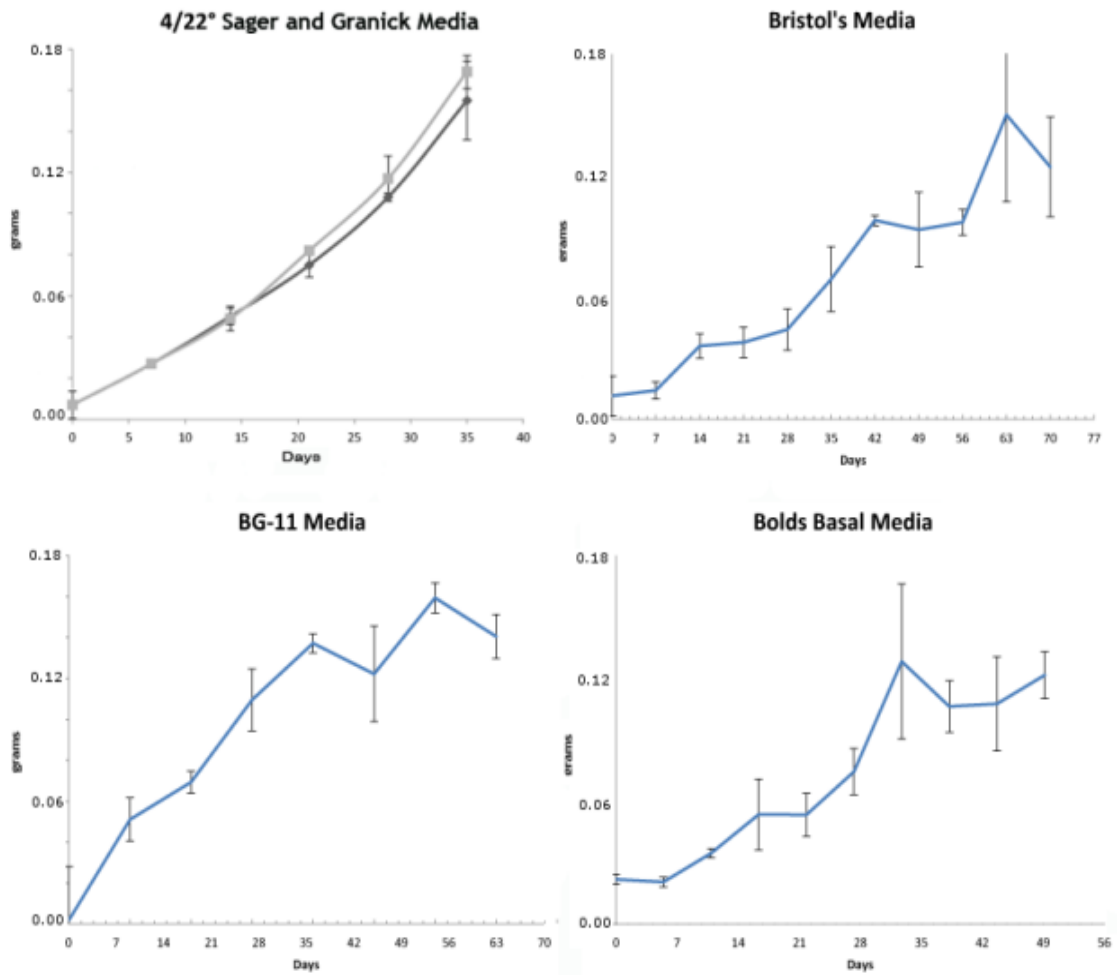 4/22° Sager and Granick Media
0.18
0.12
0.06
0.00
grams
0 5 10 15 20 25 30 35 40
Days
Bristol's Media
0.18
0.12
0.06
0.00
erams
0 7 14 21 28 35 42 49 56 63 70 77
Days
BG-11 Media
0.18
0.12
0.06
0.00
grams
0 7 14 21 28 35 42 49 56 63 70
Days
Bolds Basal Media
0.18
0.12
0.06
0.00
erams
0 7 14 21 28 35 42 49 56
Days